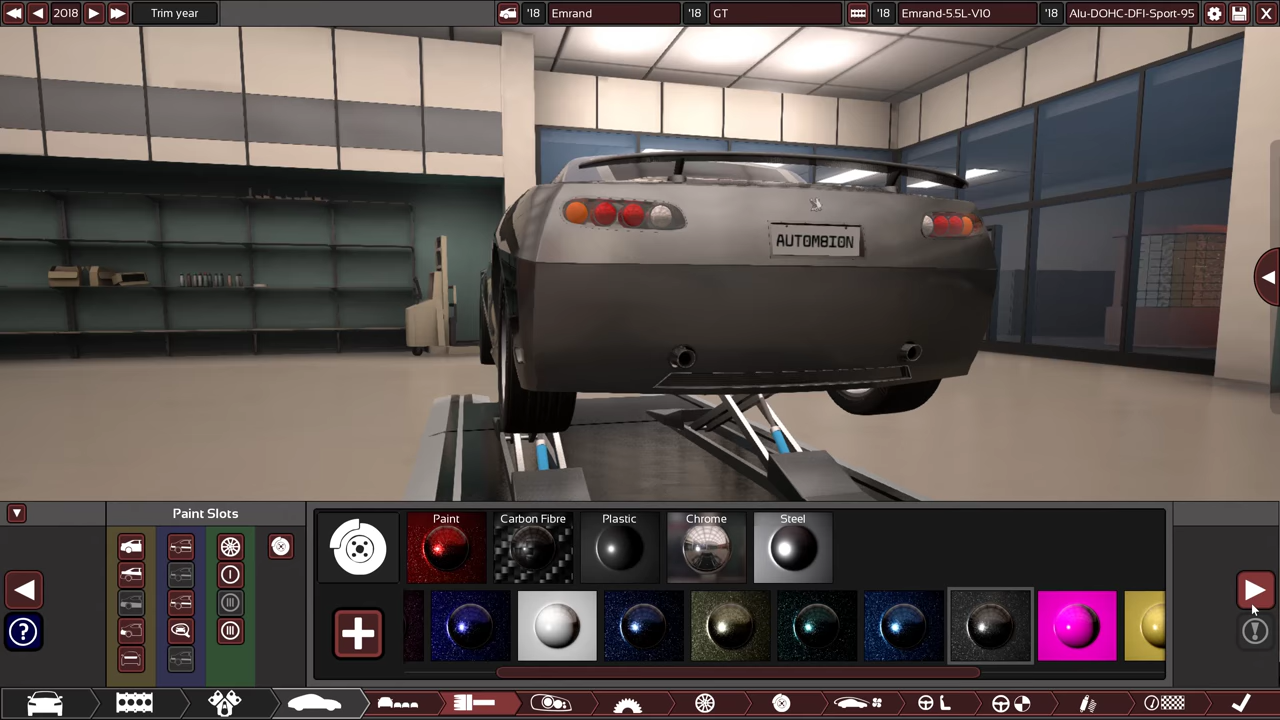 2018 Trim year '18 Emrand '18 GT '18 Emrand-5.5L-V10 '18 Alu-DOHC-DFI-Sport-95
AUTOM8ION
Paint Slots
Paint Carbon Fibre Plastic Chrome Steel